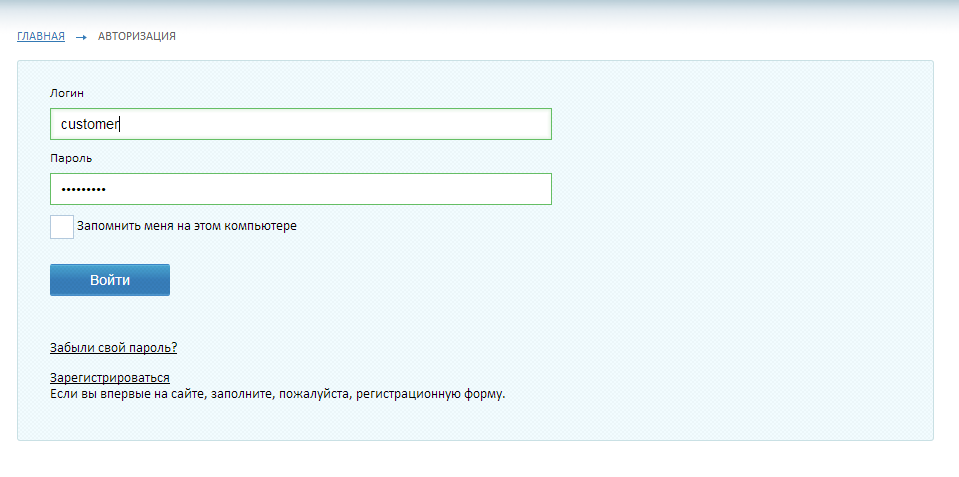 ГЛАВНАЯ → АВТОРИЗАЦИЯ
Логин
customer
Пароль
•••••••••
Запомнить меня на этом компьютере
Войти
Забыли свой пароль?
Зарегистрироваться
Если вы впервые на сайте, заполните, пожалуйста, регистрационную форму.